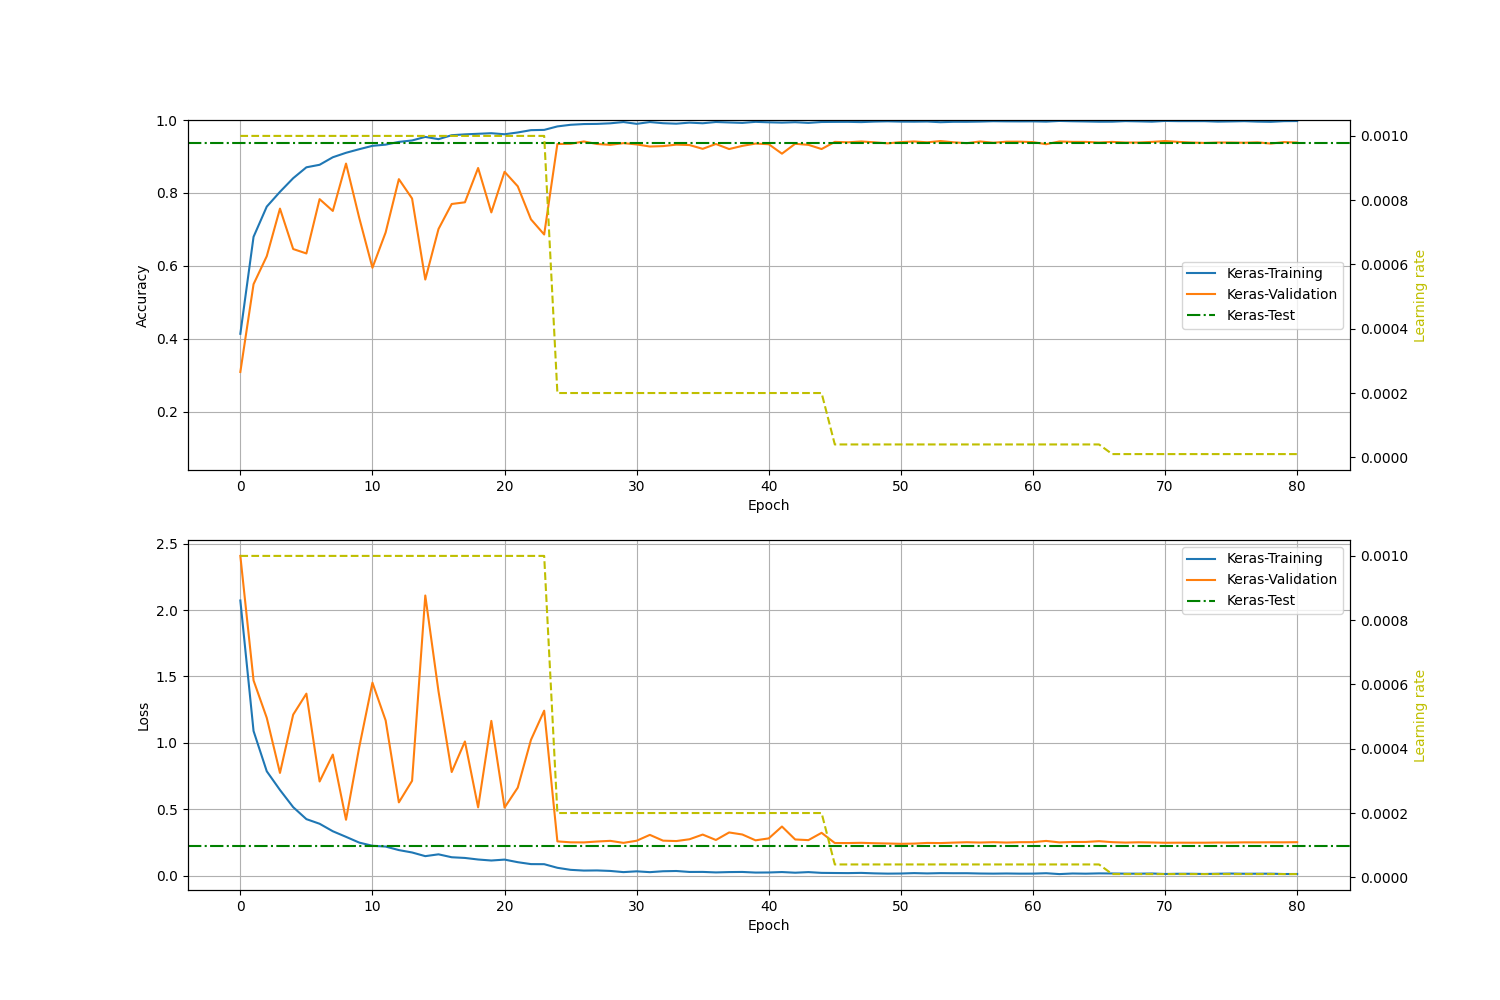 1.0
0.8
0.6
0.4
0.2
Accuracy
0.0010
0.0008
0.0006
0.0004
0.0002
0.0000
Learning rate
Keras-Training
Keras-Validation
Keras-Test
0 10 20 30 40 50 60 70 80
Epoch
2.5
2.0
1.5
1.0
0.5
0.0
Loss
0.0010
0.0008
0.0006
0.0004
0.0002
0.0000
Learning rate
Keras-Training
Keras-Validation
Keras-Test
0 10 20 30 40 50 60 70 80
Epoch